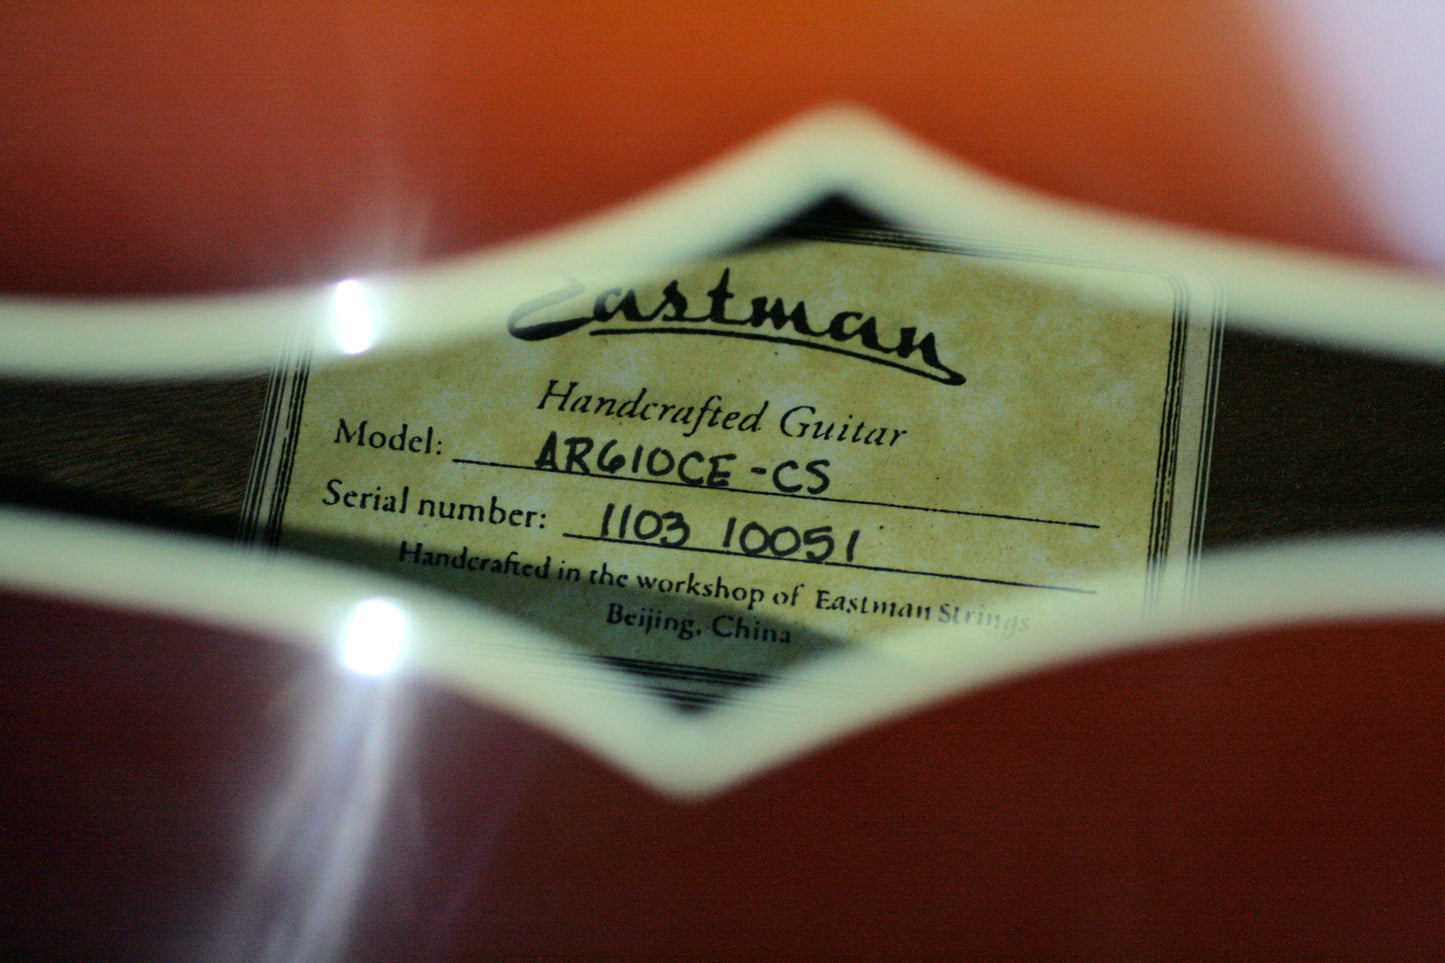 Eastman
Handcrafted Guitar
Model: AR610CE-CS
Serial number: 1103 10051
Handcrafted in the workshop of Eastman Strings
Beijing, China